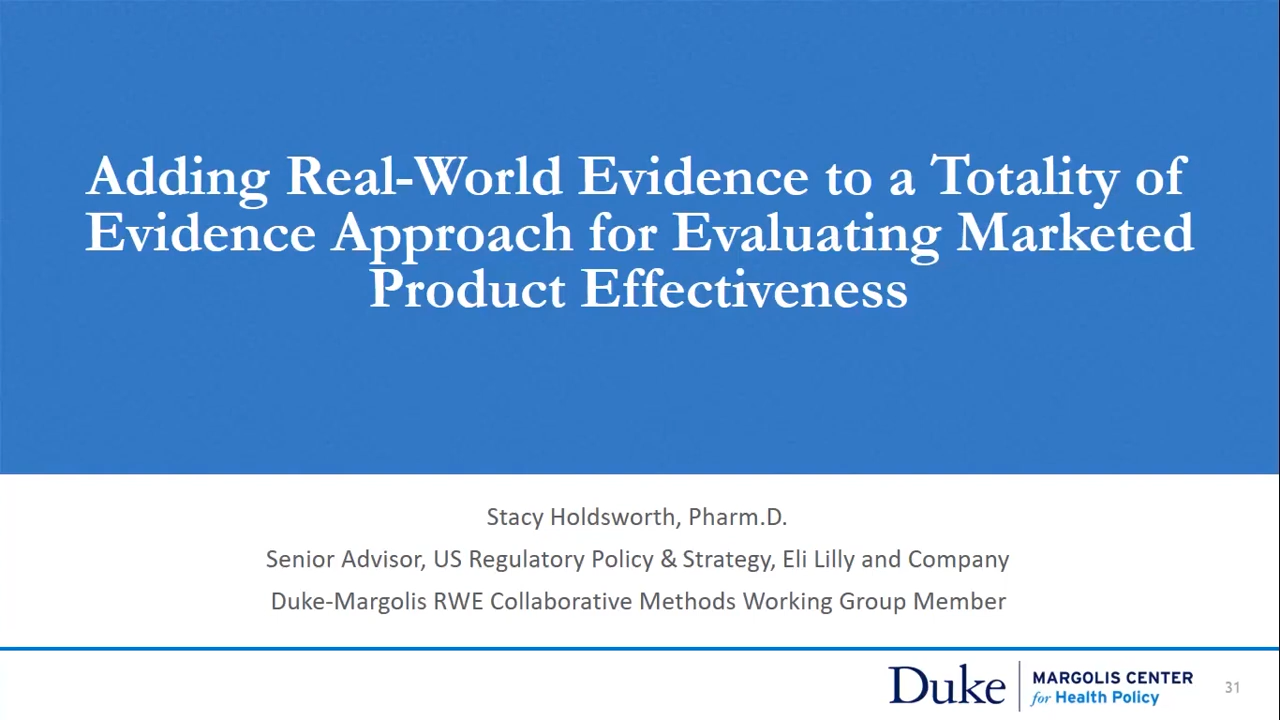 Adding Real-World Evidence to a Totality of
Evidence Approach for Evaluating Marketed
Product Effectiveness
Stacy Holdsworth, Pharm.D.
Senior Advisor, US Regulatory Policy & Strategy, Eli Lilly and Company
Duke-Margolis RWE Collaborative Methods Working Group Member
Duke
MARGOLIS CENTER
for Health Policy
31